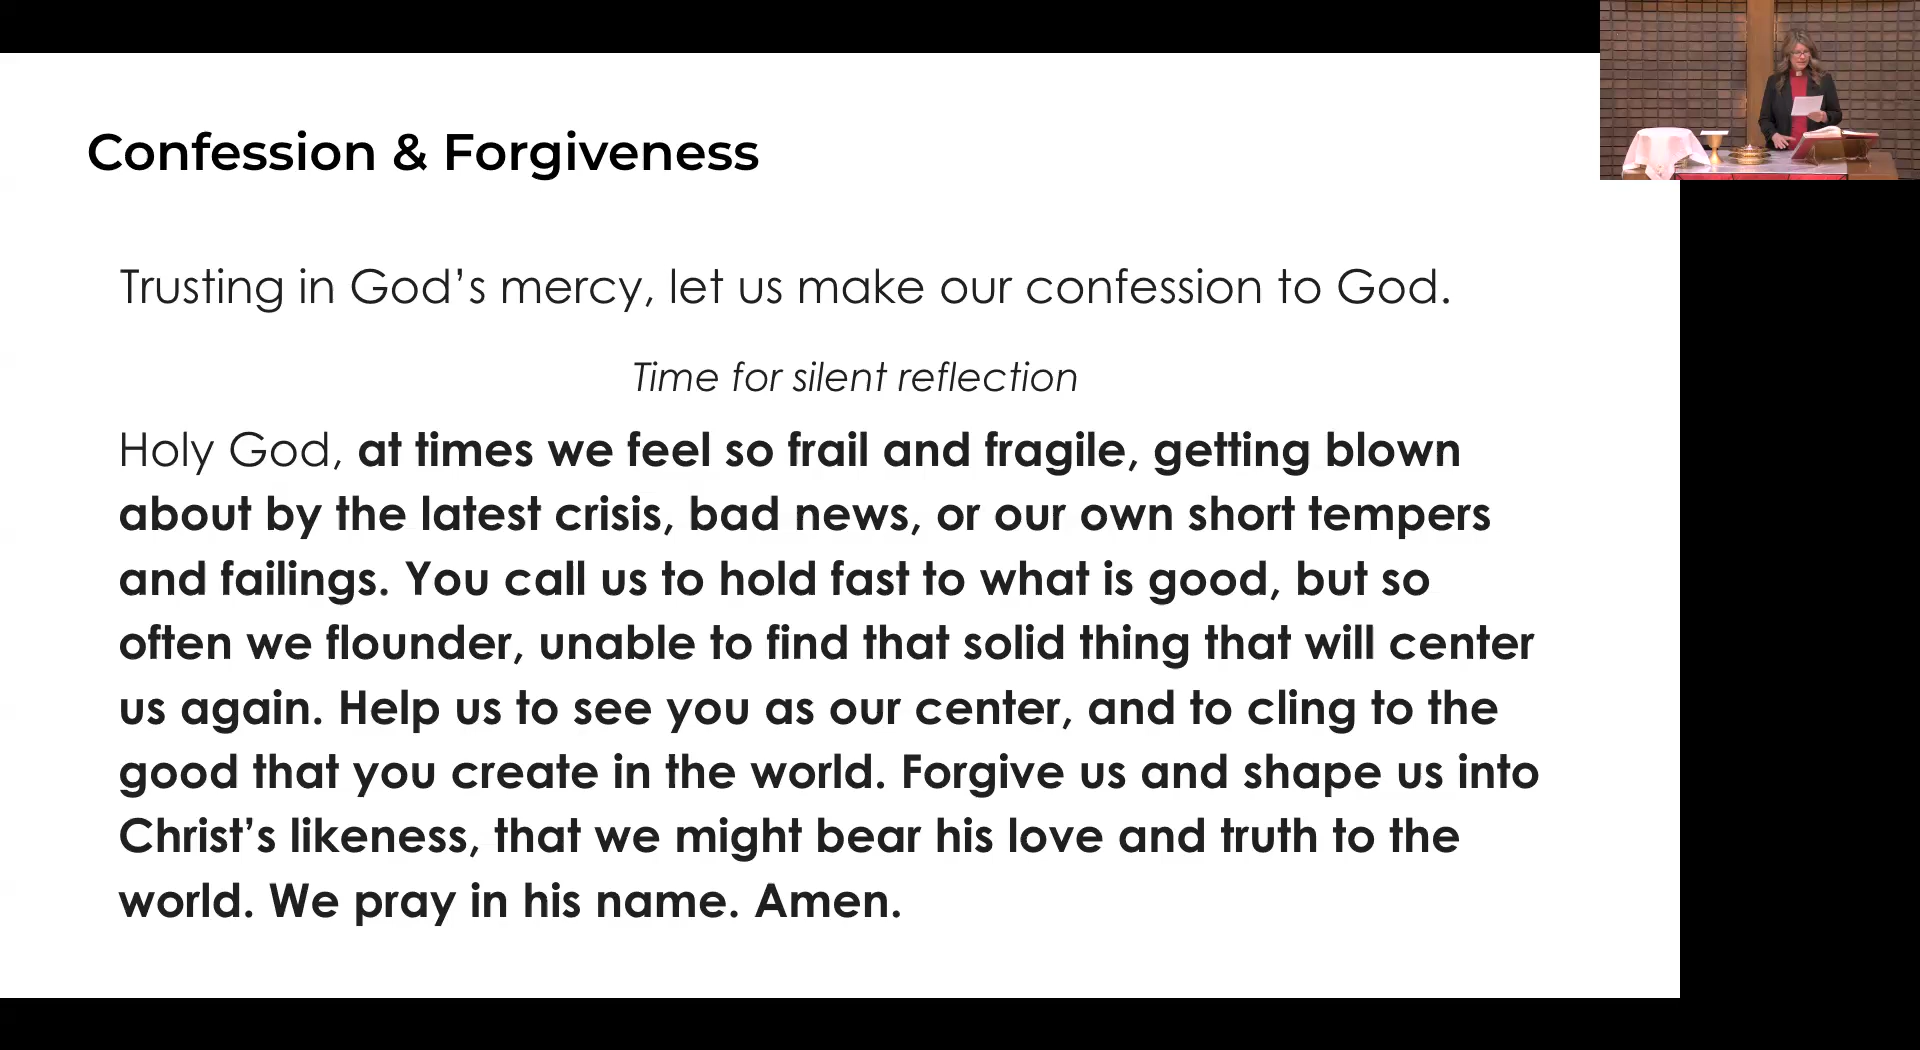 Confession & Forgiveness
Trusting in God’s mercy, let us make our confession to God.
Time for silent reflection
Holy God, at times we feel so frail and fragile, getting blown
about by the latest crisis, bad news, or our own short tempers
and failings. You call us to hold fast to what is good, but so
often we flounder, unable to find that solid thing that will center
us again. Help us to see you as our center, and to cling to the
good that you create in the world. Forgive us and shape us into
Christ’s likeness, that we might bear his love and truth to the
world. We pray in his name. Amen.